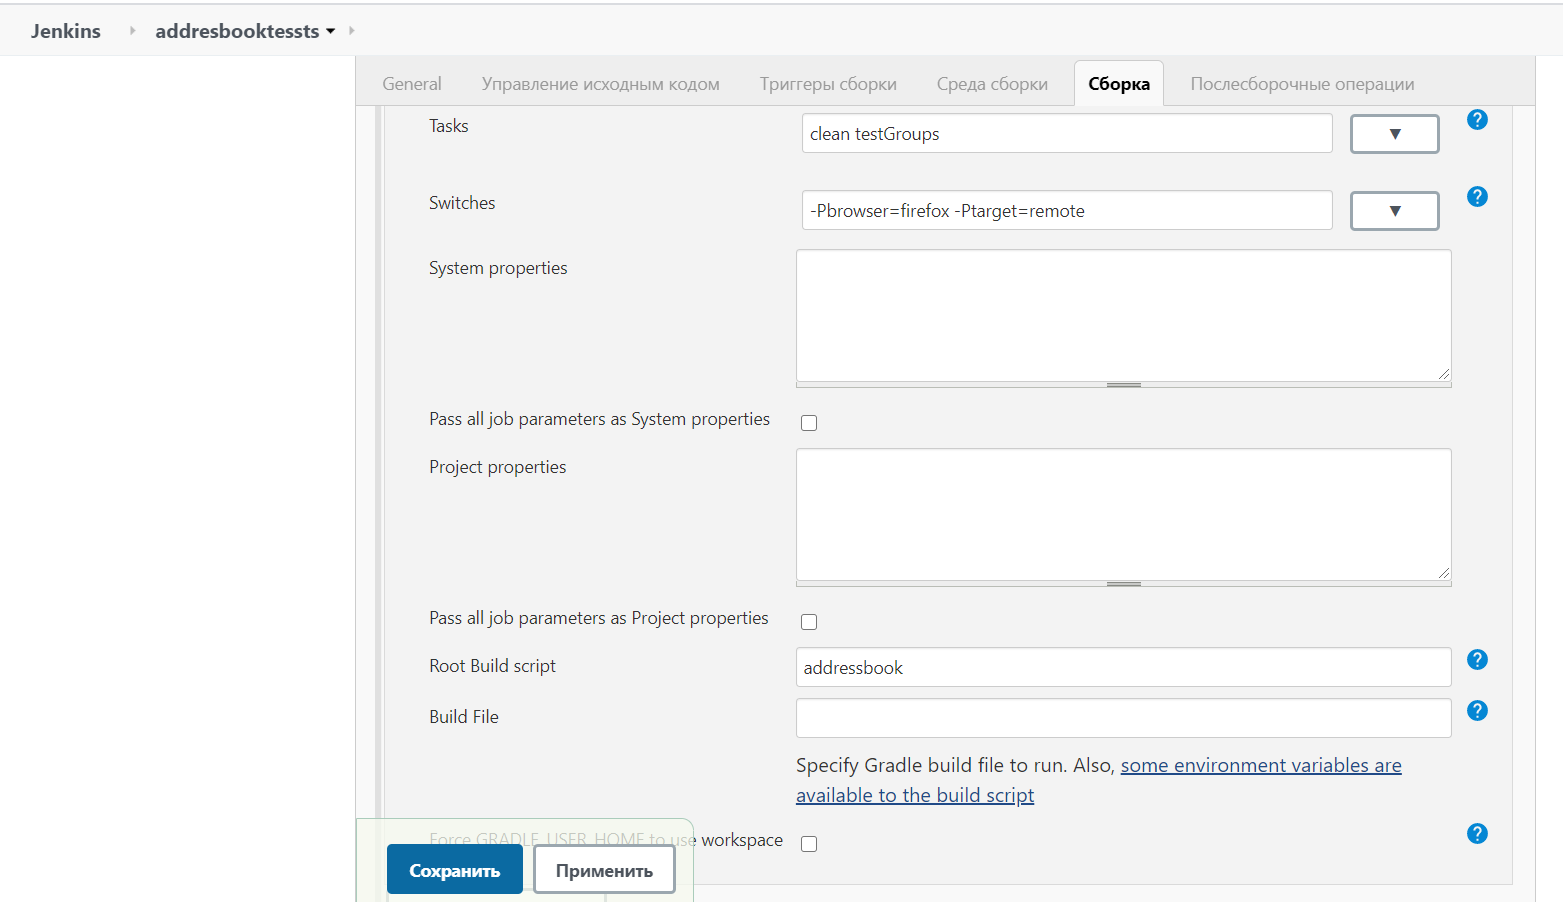 Jenkins addresbooktessts
General Управление исходным кодом Триггеры сборки Среда сборки Сборка Послесборочные операции
Tasks
clean testGroups
Switches
-Pbrowser=firefox -Ptarget=remote
System properties
Pass all job parameters as System properties
Project properties
Pass all job parameters as Project properties
Root Build script
addressbook
Build File
Specify Gradle build file to run. Also, some environment variables are
available to the build script
Force GRADLE_USER_HOME to use workspace
Сохранить Применить